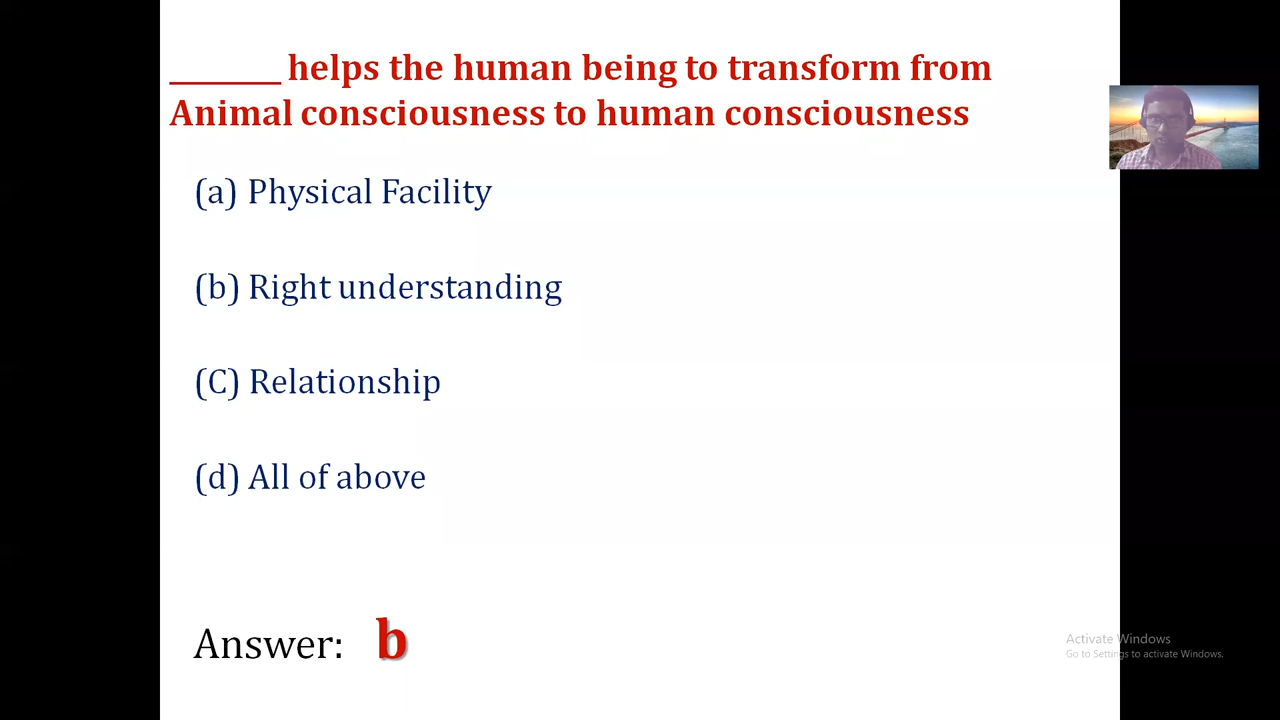 ________ helps the human being to transform from
Animal consciousness to human consciousness
(a) Physical Facility
(b) Right understanding
(C) Relationship
(d) All of above
Answer: b
Activate Windows
Go to Settings to activate Windows.